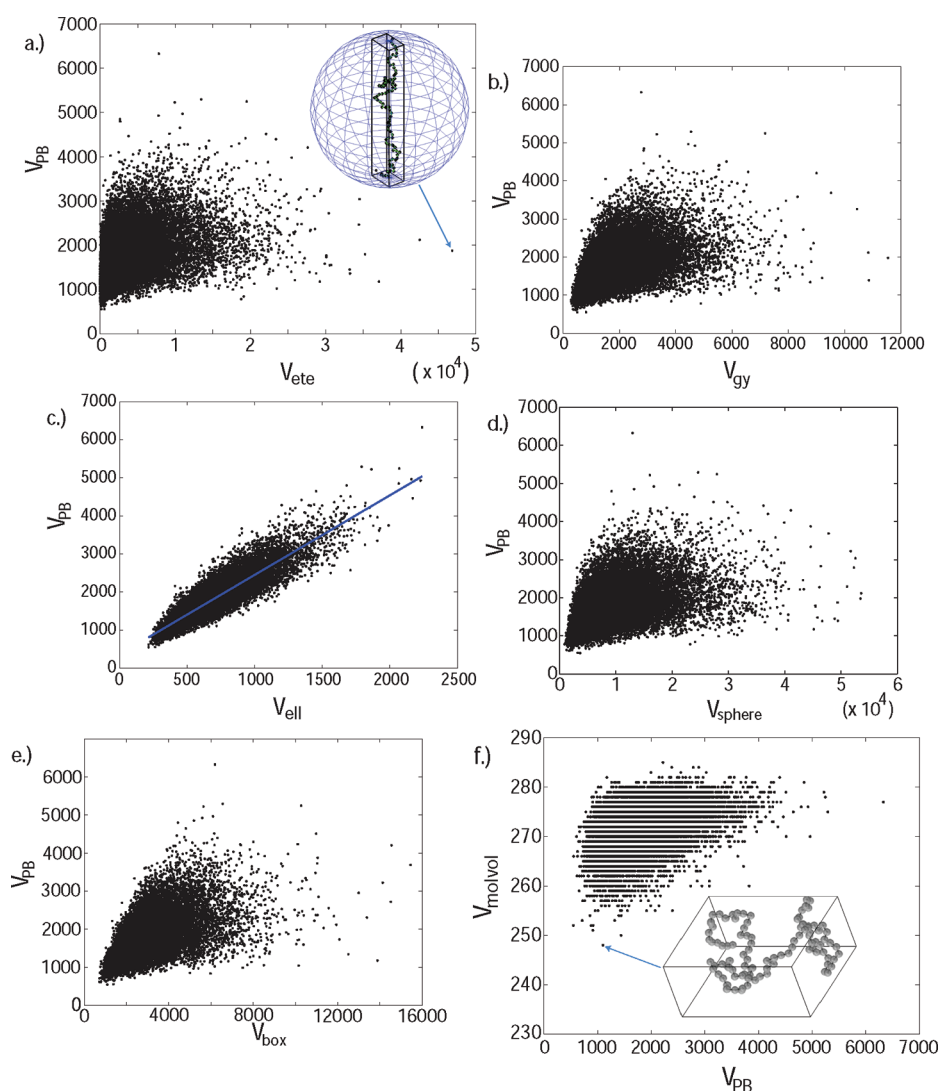 a.)
7000
6000
5000
4000
3000
2000
1000
0
V_PB
0 1 2 3 4 5
V_ete (x 10^4)
b.)
7000
6000
5000
4000
3000
2000
1000
0
V_PB
0 2000 4000 6000 8000 10000 12000
V_gy
c.)
7000
6000
5000
4000
3000
2000
1000
0
V_PB
0 500 1000 1500 2000 2500
V_ell
d.)
7000
6000
5000
4000
3000
2000
1000
0
V_PB
0 1 2 3 4 5 6
V_sphere (x 10^4)
e.)
6000
5000
4000
3000
2000
1000
0
V_PB
0 4000 8000 12000 16000
V_box
f.)
290
280
270
260
250
240
230
V_molvol
0 1000 2000 3000 4000 5000 6000 7000
V_PB